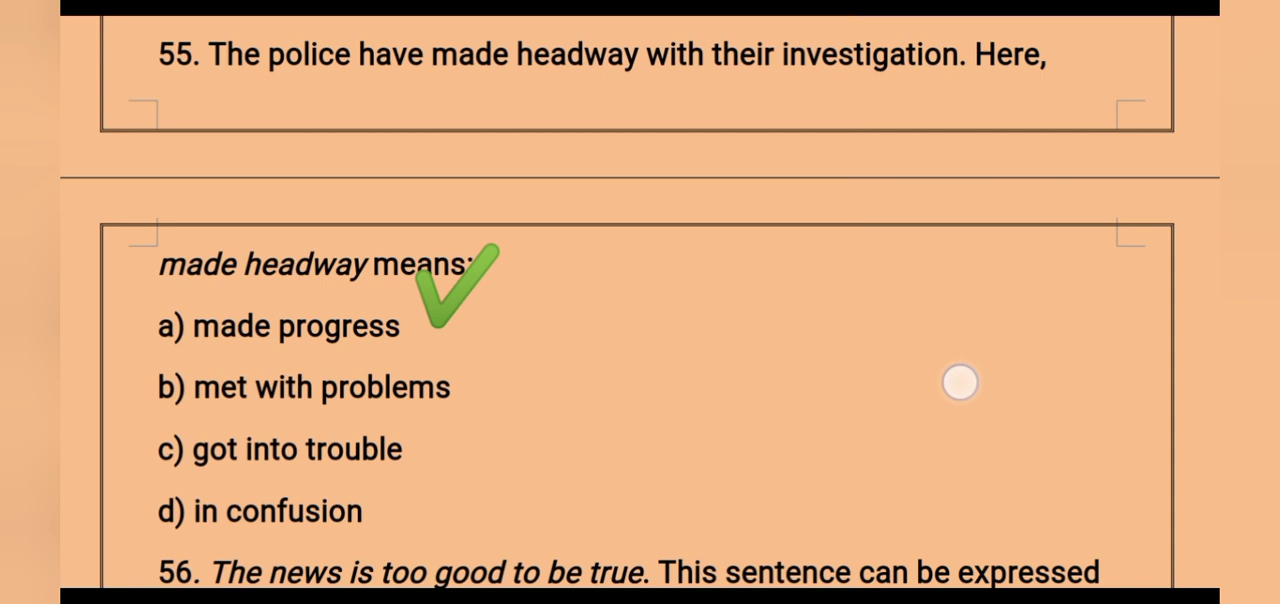 55. The police have made headway with their investigation. Here,
made headway means:
a) made progress
b) met with problems
c) got into trouble
d) in confusion
56. The news is too good to be true. This sentence can be expressed